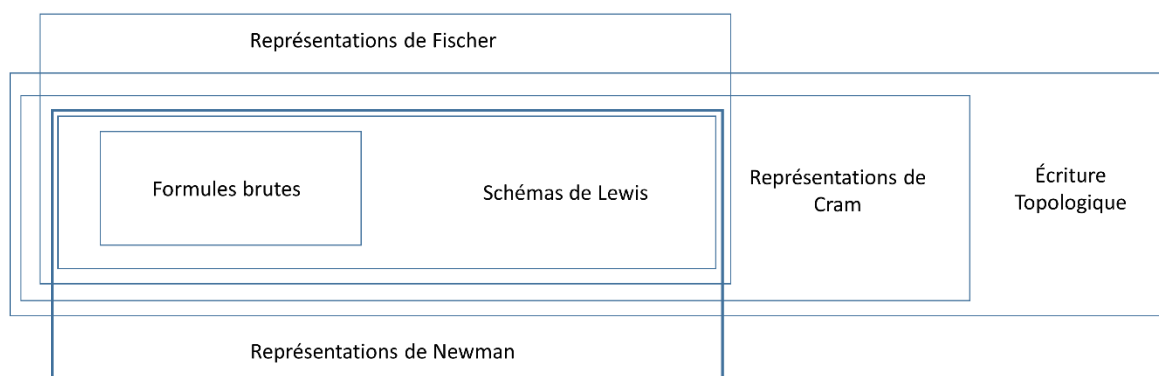 Représentations de Fischer
Formules brutes
Schémas de Lewis
Représentations de
Cram
Écriture
Topologique
Représentations de Newman